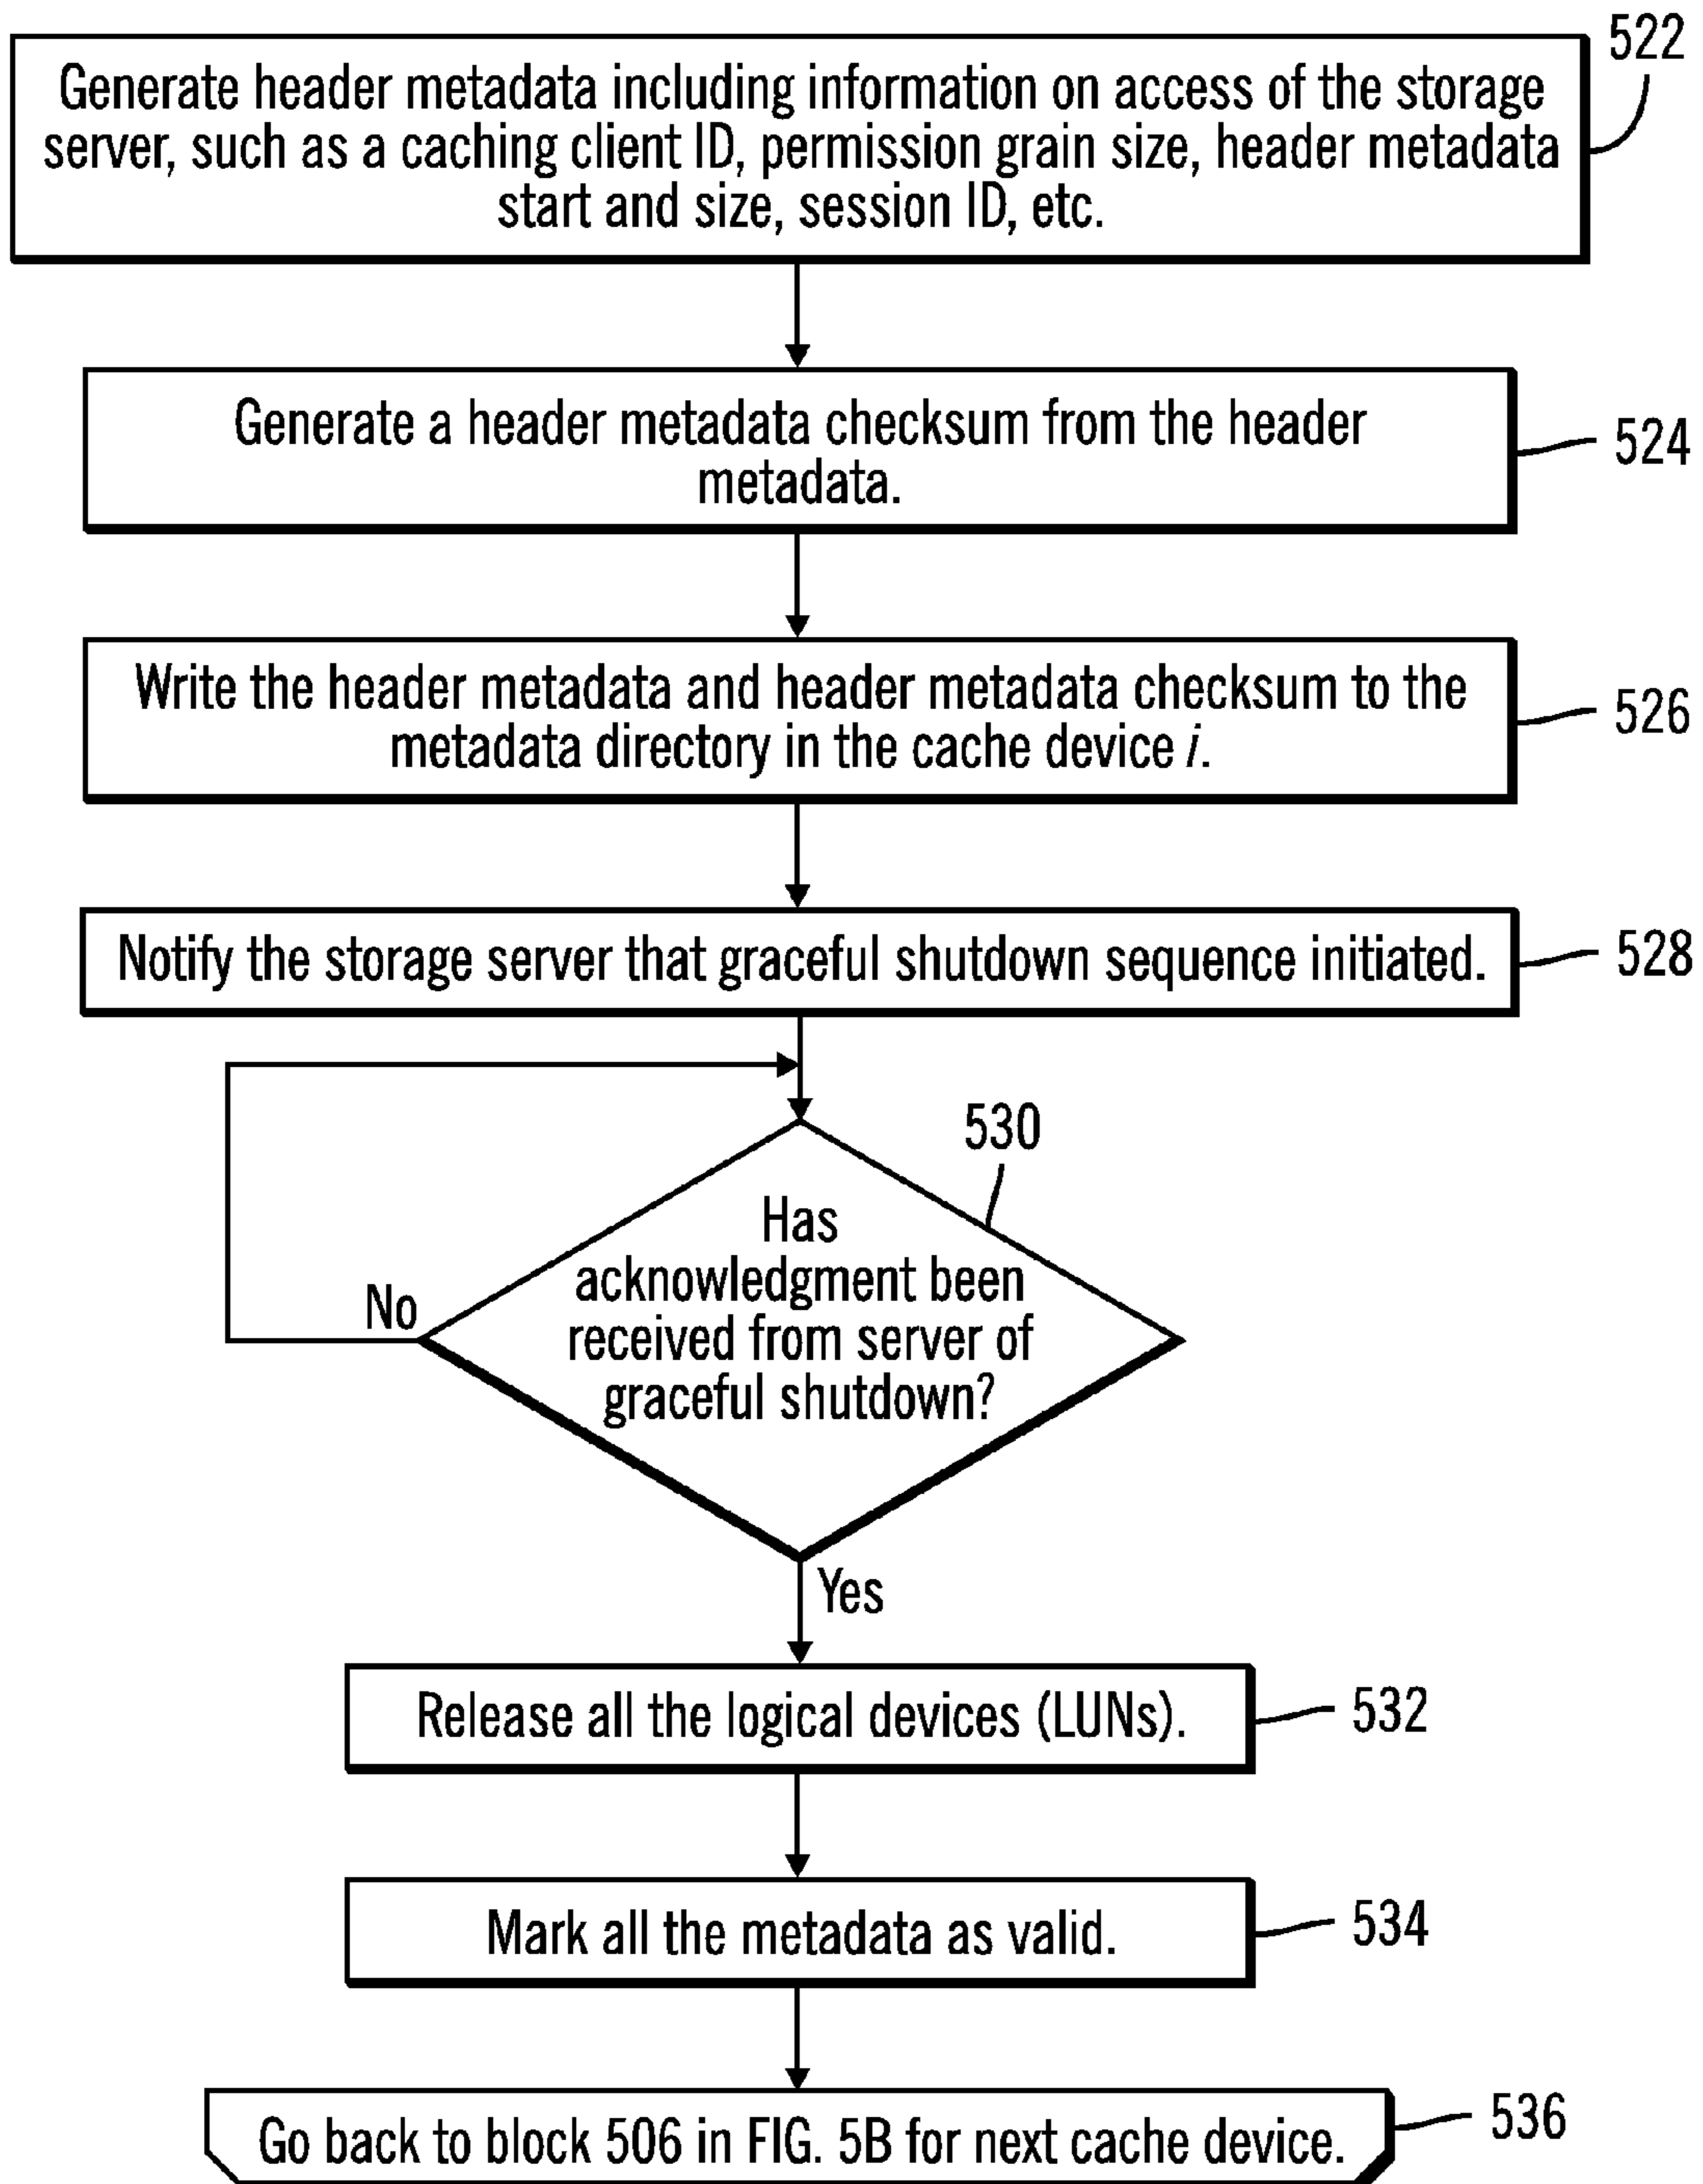 522
Generate header metadata including information on access of the storage
server, such as a caching client ID, permission grain size, header metadata
start and size, session ID, etc.
Generate a header metadata checksum from the header
metadata.
524
Write the header metadata and header metadata checksum to the
metadata directory in the cache device i.
526
Notify the storage server that graceful shutdown sequence initiated.
528
530
Has
acknowledgment been
received from server of
graceful shutdown?
No
Yes
Release all the logical devices (LUNs).
532
Mark all the metadata as valid.
534
Go back to block 506 in FIG. 5B for next cache device.
536